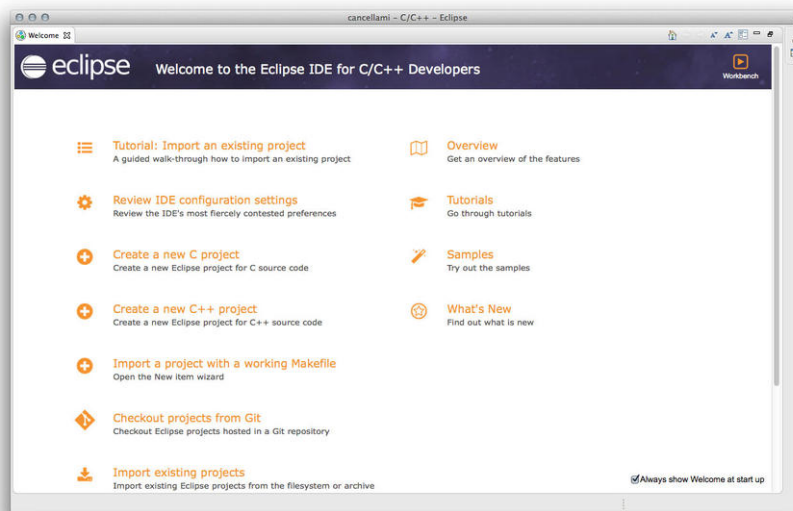 cancellami - C/C++ - Eclipse
Welcome
eclipse
Welcome to the Eclipse IDE for C/C++ Developers
Workbench
Tutorial: Import an existing project
A guided walk-through how to import an existing project
Review IDE configuration settings
Review the IDE's most fiercely contested preferences
Create a new C project
Create a new Eclipse project for C source code
Create a new C++ project
Create a new Eclipse project for C++ source code
Import a project with a working Makefile
Open the New item wizard
Checkout projects from Git
Checkout Eclipse projects hosted in a Git repository
Import existing projects
Import existing Eclipse projects from the filesystem or archive
Overview
Get an overview of the features
Tutorials
Go through tutorials
Samples
Try out the samples
What's New
Find out what is new
Always show Welcome at start up